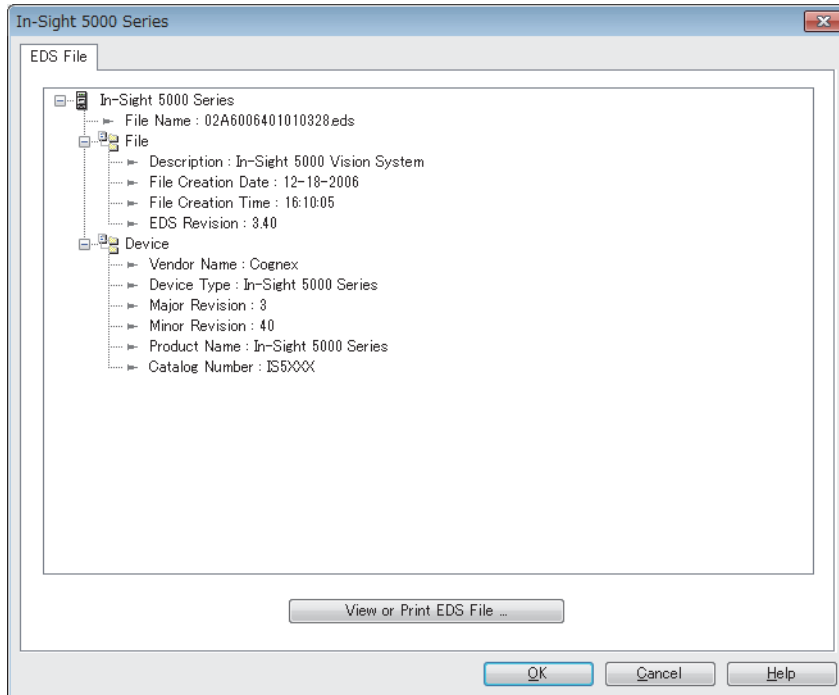 In-Sight 5000 Series
EDS File
In-Sight 5000 Series
File Name : 02A6006401010328.eds
File
Description : In-Sight 5000 Vision System
File Creation Date : 12-18-2006
File Creation Time : 16:10:05
EDS Revision : 3.40
Device
Vendor Name : Cognex
Device Type : In-Sight 5000 Series
Major Revision : 3
Minor Revision : 40
Product Name : In-Sight 5000 Series
Catalog Number : IS5XXX
View or Print EDS File ...
OK Cancel Help